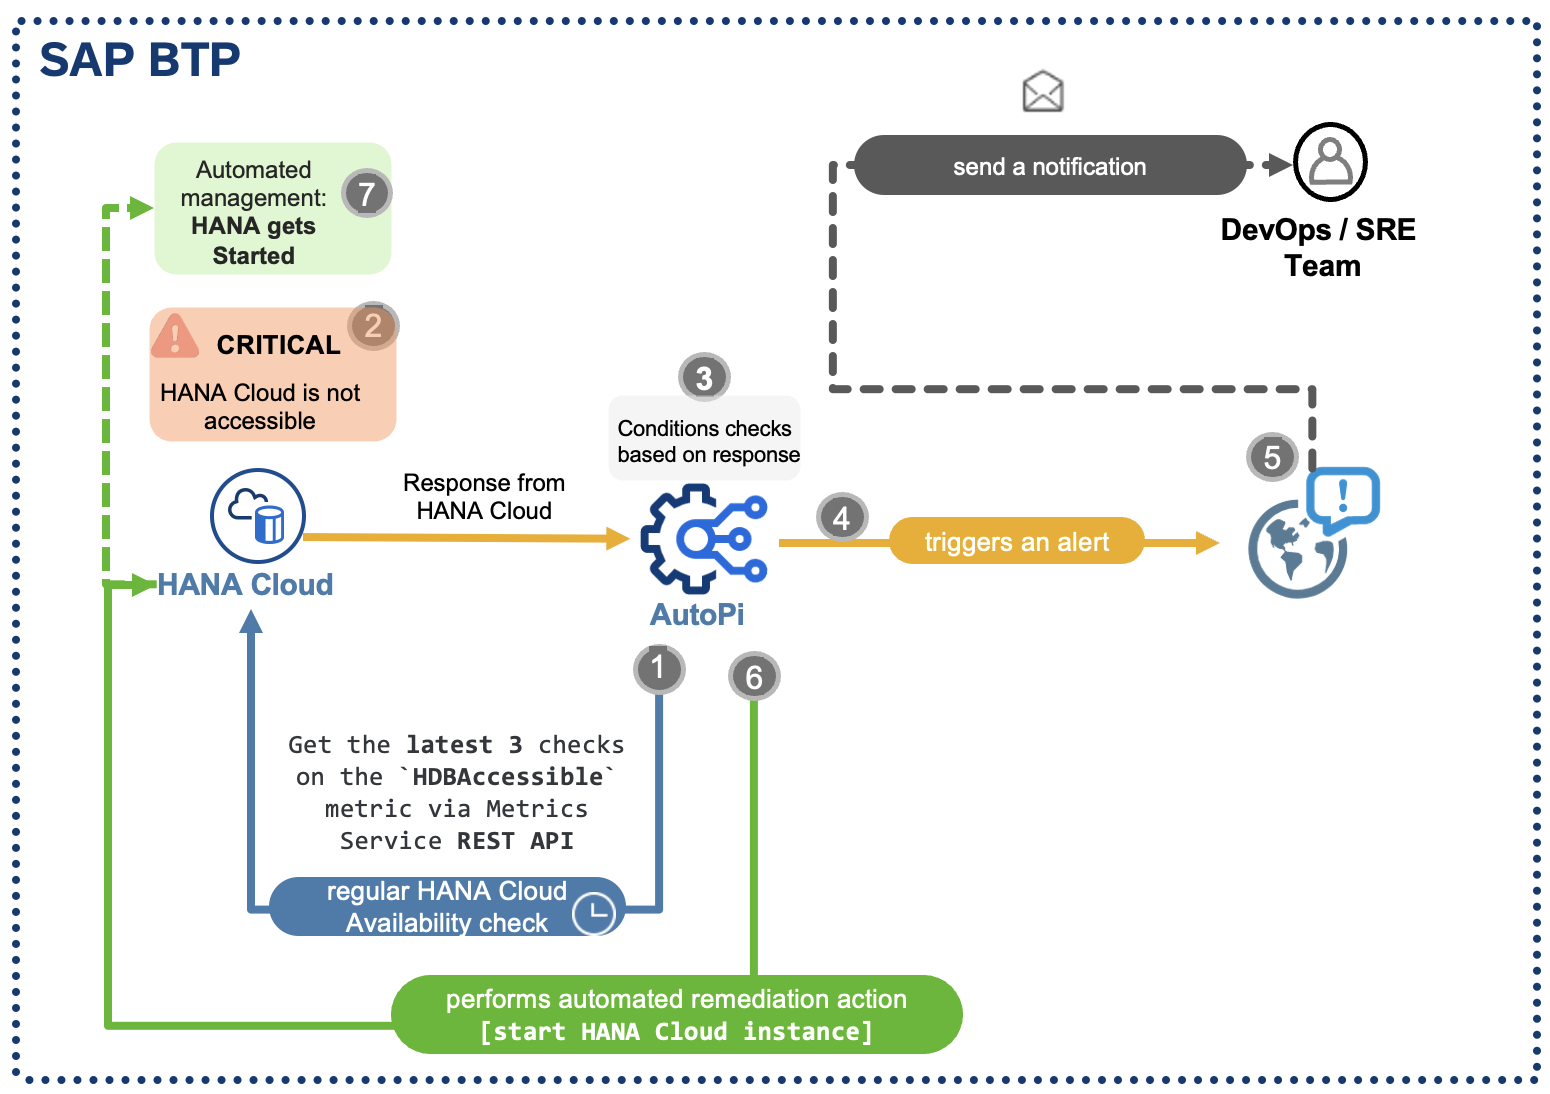 SAP BTP
send a notification
DevOps / SRE
Team
Automated
management:
HANA gets
Started
7
2
CRITICAL
HANA Cloud is not
accessible
3
Conditions checks
based on response
Response from
HANA Cloud
4
triggers an alert
5
HANA Cloud
AutoPi
1
6
Get the latest 3 checks
on the `HDBAccessible`
metric via Metrics
Service REST API
regular HANA Cloud
Availability check
performs automated remediation action
[start HANA Cloud instance]